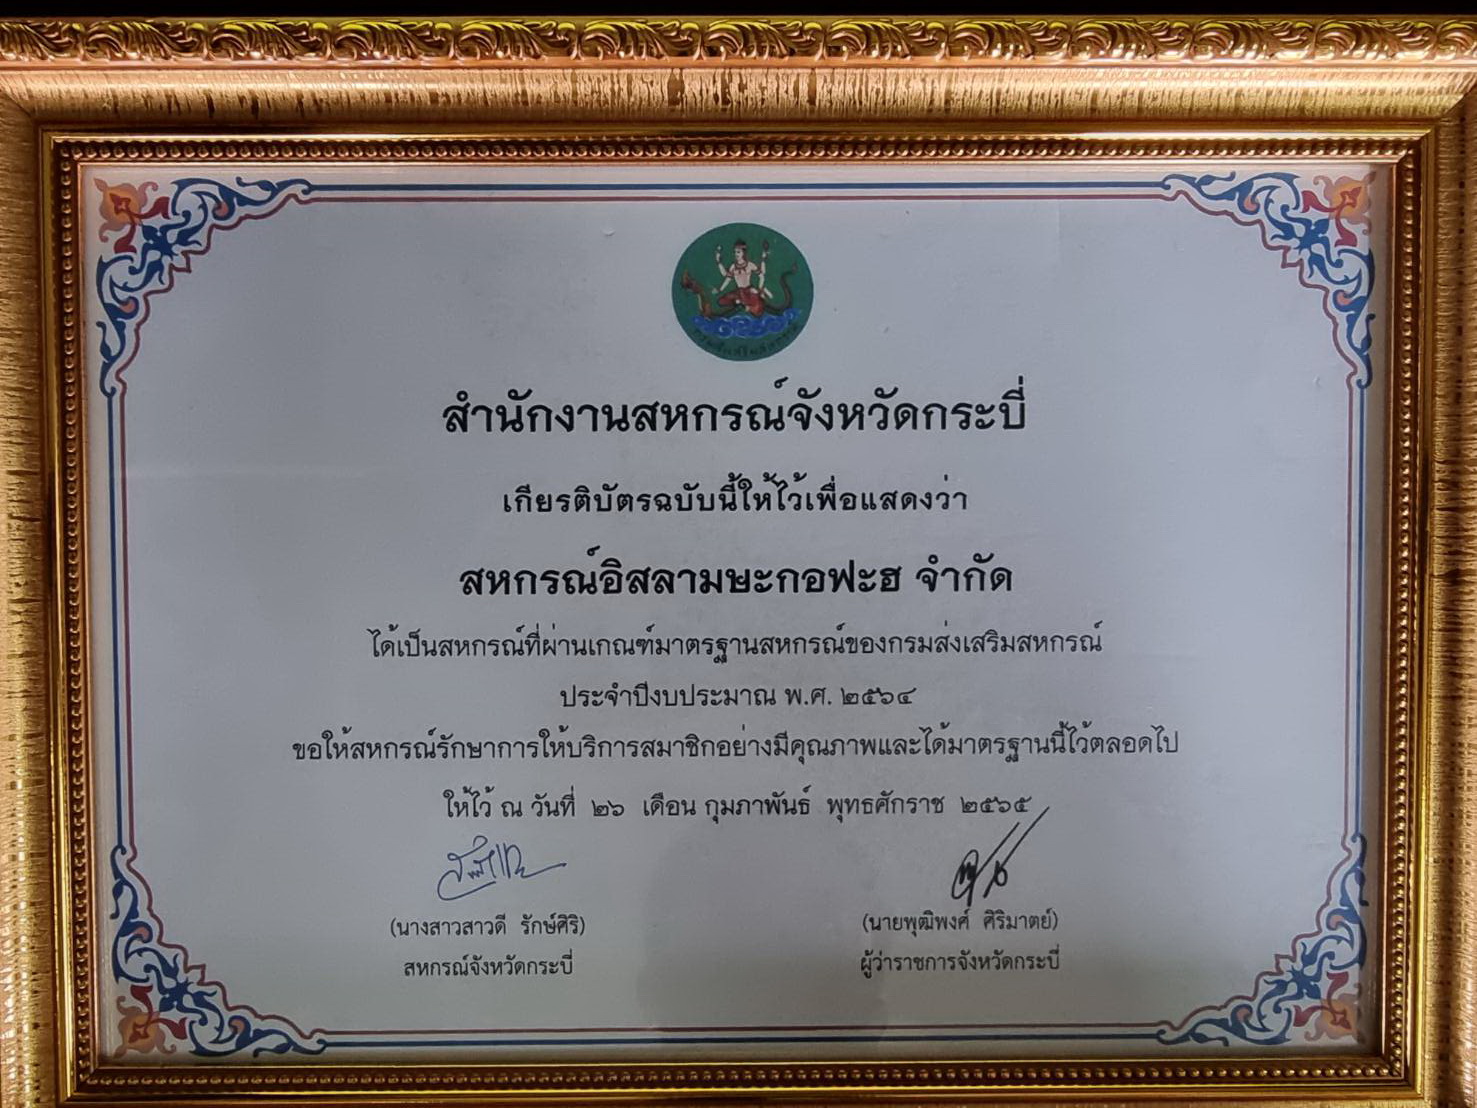 สำนักงานสหกรณ์จังหวัดกระบี่
เกียรติบัตรฉบับนี้ให้ไว้เพื่อแสดงว่า
สหกรณ์อิสลามษะกอฟะฮ จำกัด
ได้เป็นสหกรณ์ที่ผ่านเกณฑ์มาตรฐานสหกรณ์ของกรมส่งเสริมสหกรณ์
ประจำปีงบประมาณ พ.ศ. ๒๕๖๔
ขอให้สหกรณ์รักษาการให้บริการสมาชิกอย่างมีคุณภาพและได้มาตรฐานนี้ไว้ตลอดไป
ให้ไว้ ณ วันที่ ๒๖ เดือน กุมภาพันธ์ พุทธศักราช ๒๕๖๕
(นางสาวสาวดี รักษ์ศิริ) (นายพุฒิพงศ์ ศิริมาตย์)
สหกรณ์จังหวัดกระบี่ ผู้ว่าราชการจังหวัดกระบี่